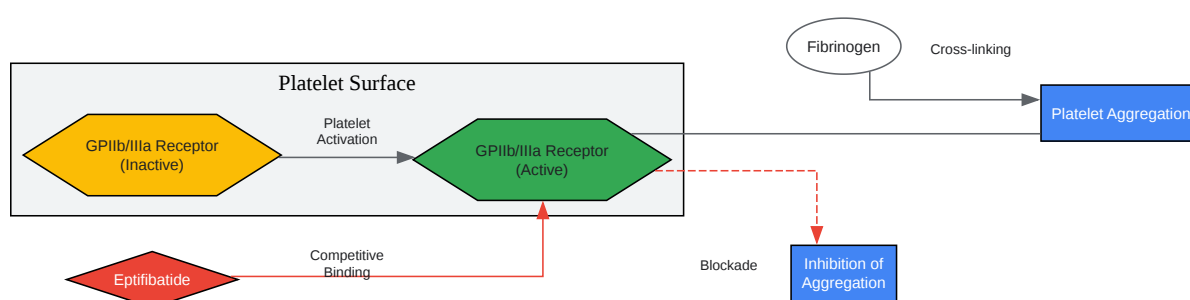 Fibrinogen
Cross-linking
Platelet Surface
Platelet Aggregation
Platelet
Activation
GPIIb/IIIa Receptor
(Inactive)
GPIIb/IIIa Receptor
(Active)
Competitive
Binding
Eptifibatide
Blockade
Inhibition of
Aggregation